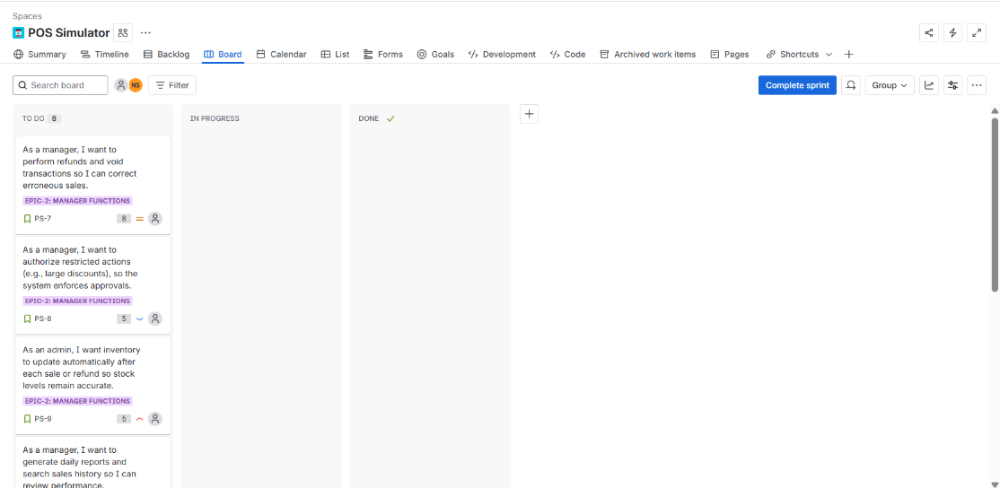 Spaces
POS Simulator
Summary Timeline Backlog Board Calendar List Forms Goals Development Code Archived work items Pages Shortcuts
Search board NS Filter Complete sprint Group
TO DO 8
IN PROGRESS
DONE
As a manager, I want to
perform refunds and void
transactions so I can correct
erroneous sales.
EPIC-2: MANAGER FUNCTIONS
PS-7 8
As a manager, I want to
authorize restricted actions
(e.g., large discounts), so the
system enforces approvals.
EPIC-2: MANAGER FUNCTIONS
PS-8 5
As an admin, I want inventory
to update automatically after
each sale or refund so stock
levels remain accurate.
EPIC-2: MANAGER FUNCTIONS
PS-9 5
As a manager, I want to
generate daily reports and
search sales history so I can
review performance.